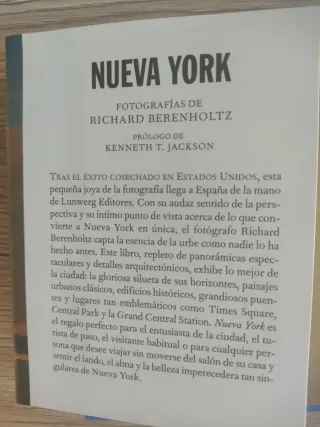 NUEVA YORK
FOTOGRAFÍAS DE
RICHARD BERENHOLTZ
PRÓLOGO DE
KENNETH T. JACKSON
TRAS EL ÉXITO COSECHADO EN ESTADOS UNIDOS, esta
pequeña joya de la fotografía llega a España de la mano
de Lunwerg Editores. Con su audaz sentido de la pers-
pectiva y su íntimo punto de vista acerca de lo que con-
vierte a Nueva York en única, el fotógrafo Richard
Berenholtz capta la esencia de la urbe como nadie lo ha
hecho antes. Este libro, repleto de panorámicas espec-
taculares y detalles arquitectónicos, exhibe lo mejor de
la ciudad: la gloriosa silueta de sus horizontes, paisajes
urbanos clásicos, edificios históricos, grandiosos puen-
tes y lugares tan emblemáticos como Times Square,
Central Park y la Grand Central Station. Nueva York es
el regalo perfecto para el entusiasta de la ciudad, el tu-
rista de paso, el visitante habitual o para cualquier per-
sona que desee viajar sin moverse del salón de su casa y
sentir el latido, el alma y la belleza imperecedera tan sin-
gulares de Nueva York.